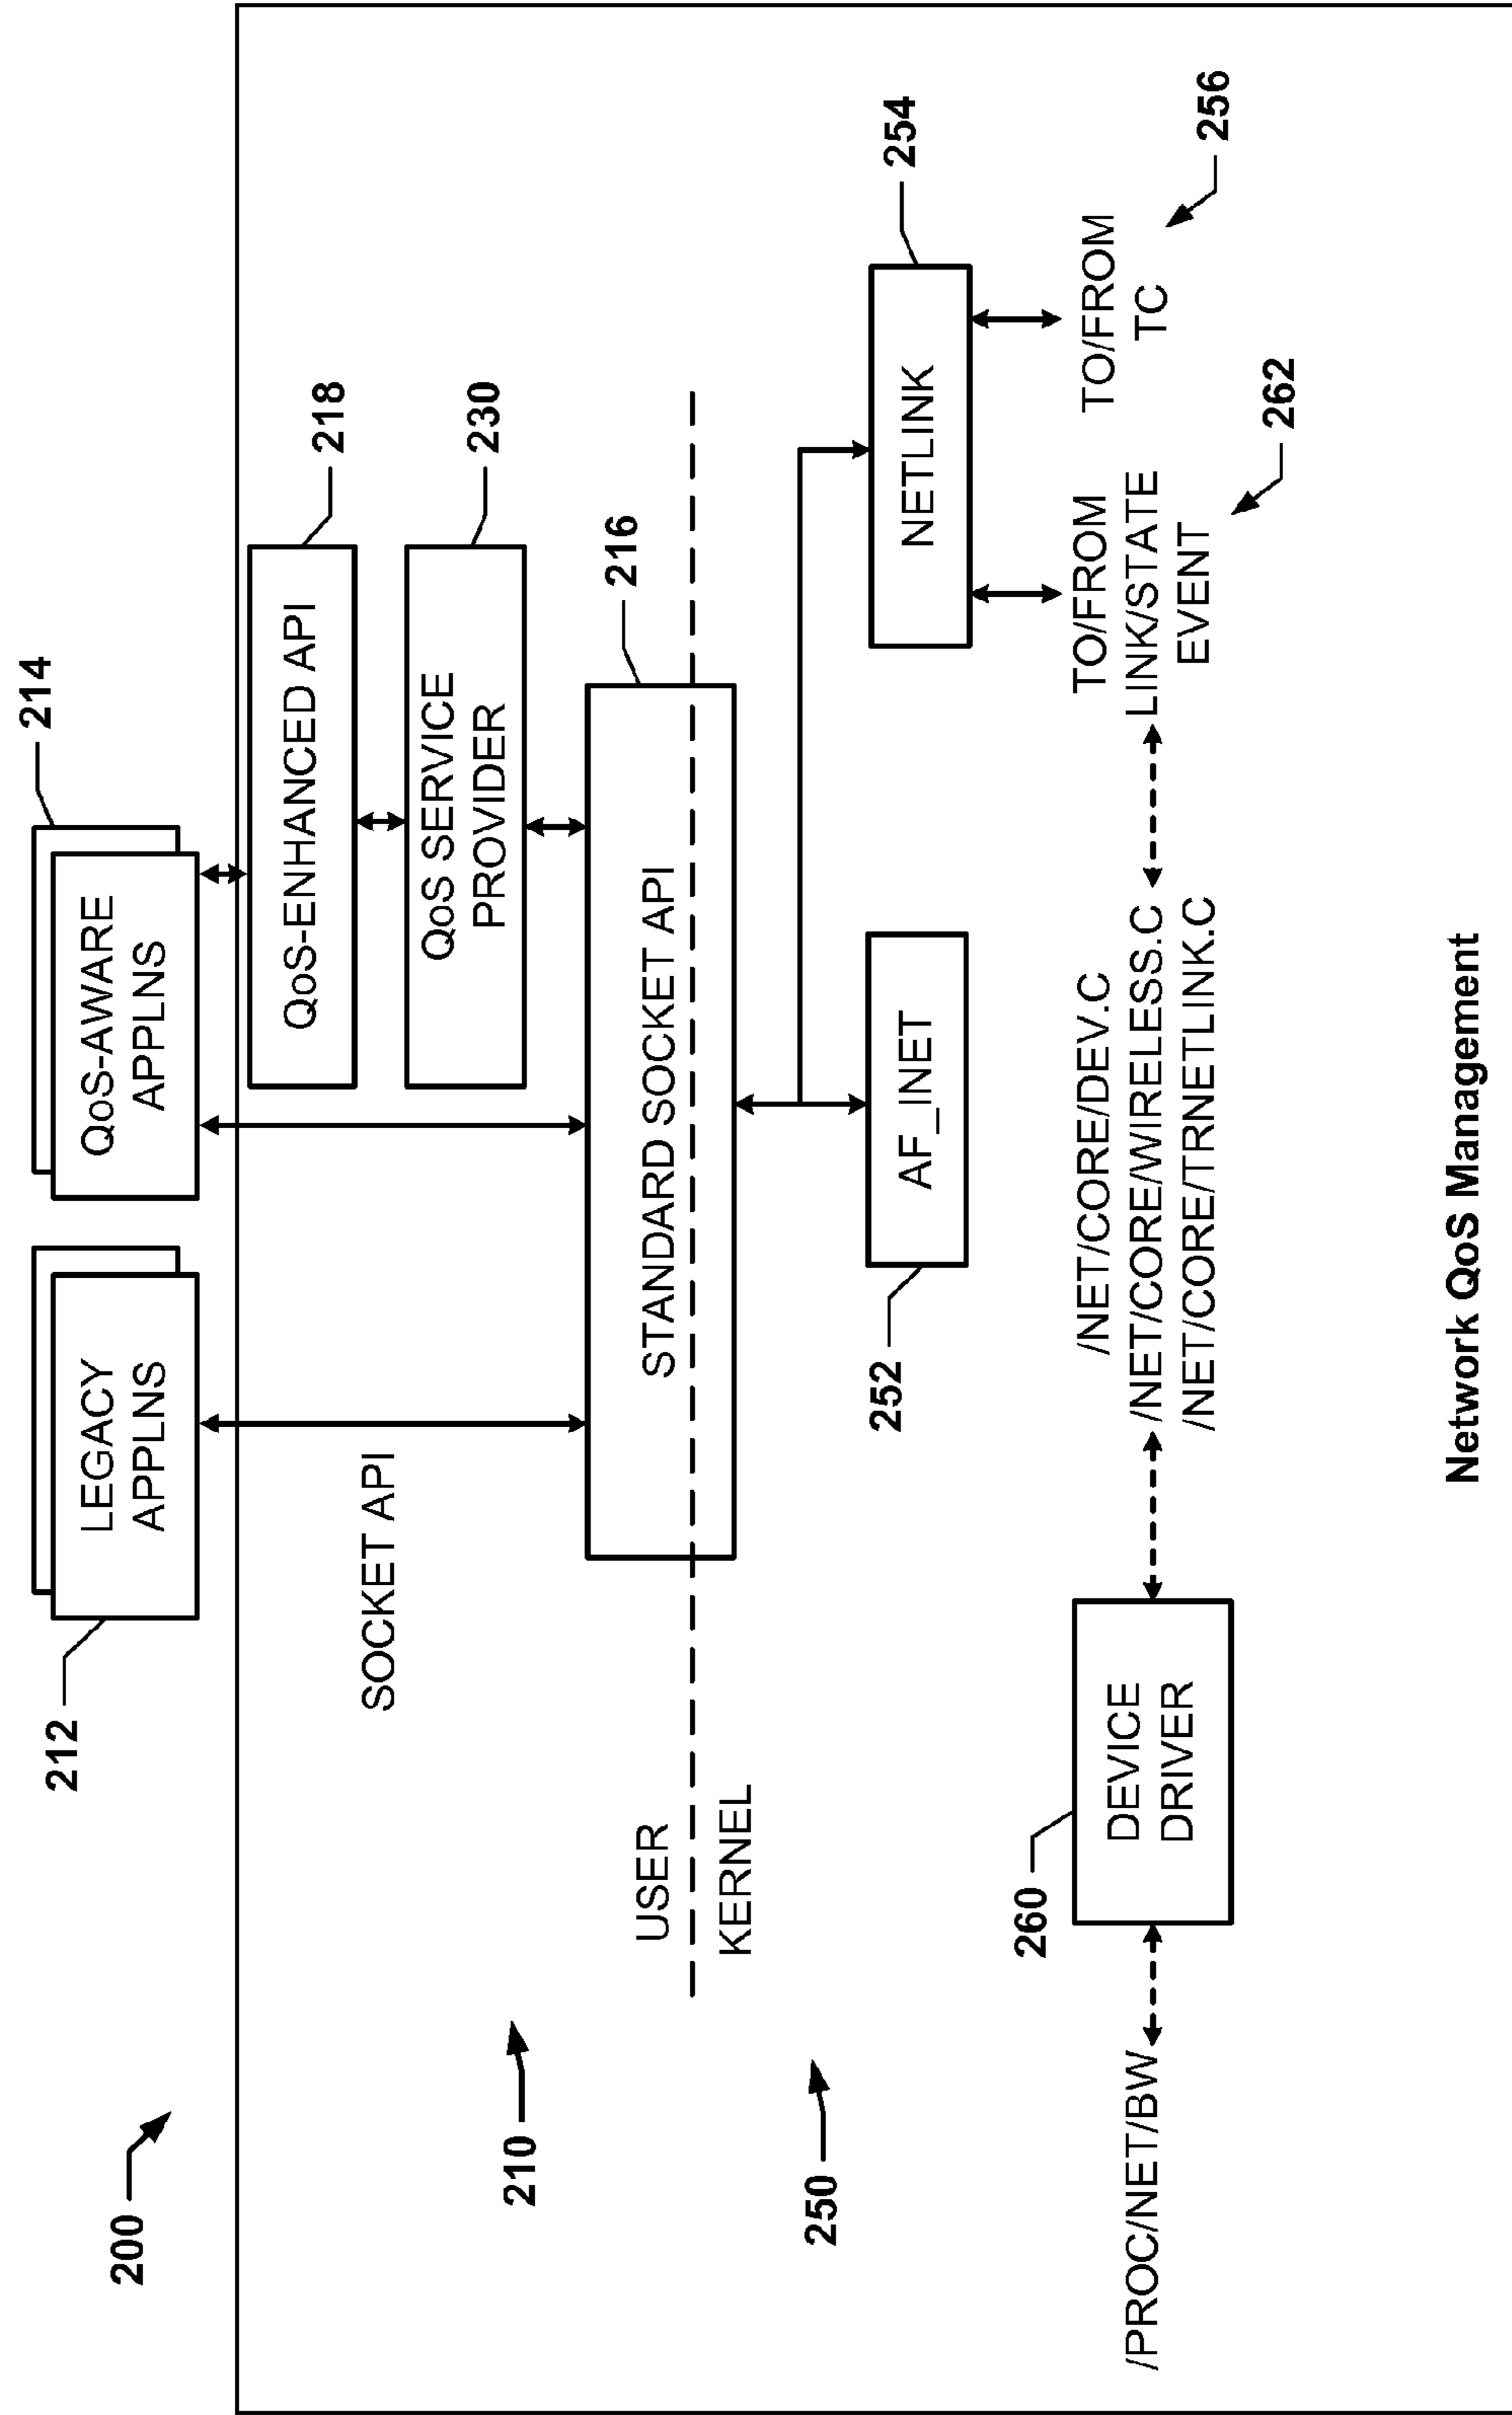 200
212
214
LEGACY
APPLNS
QoS-AWARE
APPLNS
218
QoS-ENHANCED API
SOCKET API
230
QoS SERVICE
PROVIDER
210
216
STANDARD SOCKET API
USER
KERNEL
250
252
AF_INET
254
NETLINK
260
DEVICE
DRIVER
/PROC/NET/BW
/NET/CORE/DEV.C
/NET/CORE/WIRELESS.C
/NET/CORE/TRNETLINK.C
TO/FROM
LINK/STATE
EVENT
262
TO/FROM
TC
256
Network QoS Management